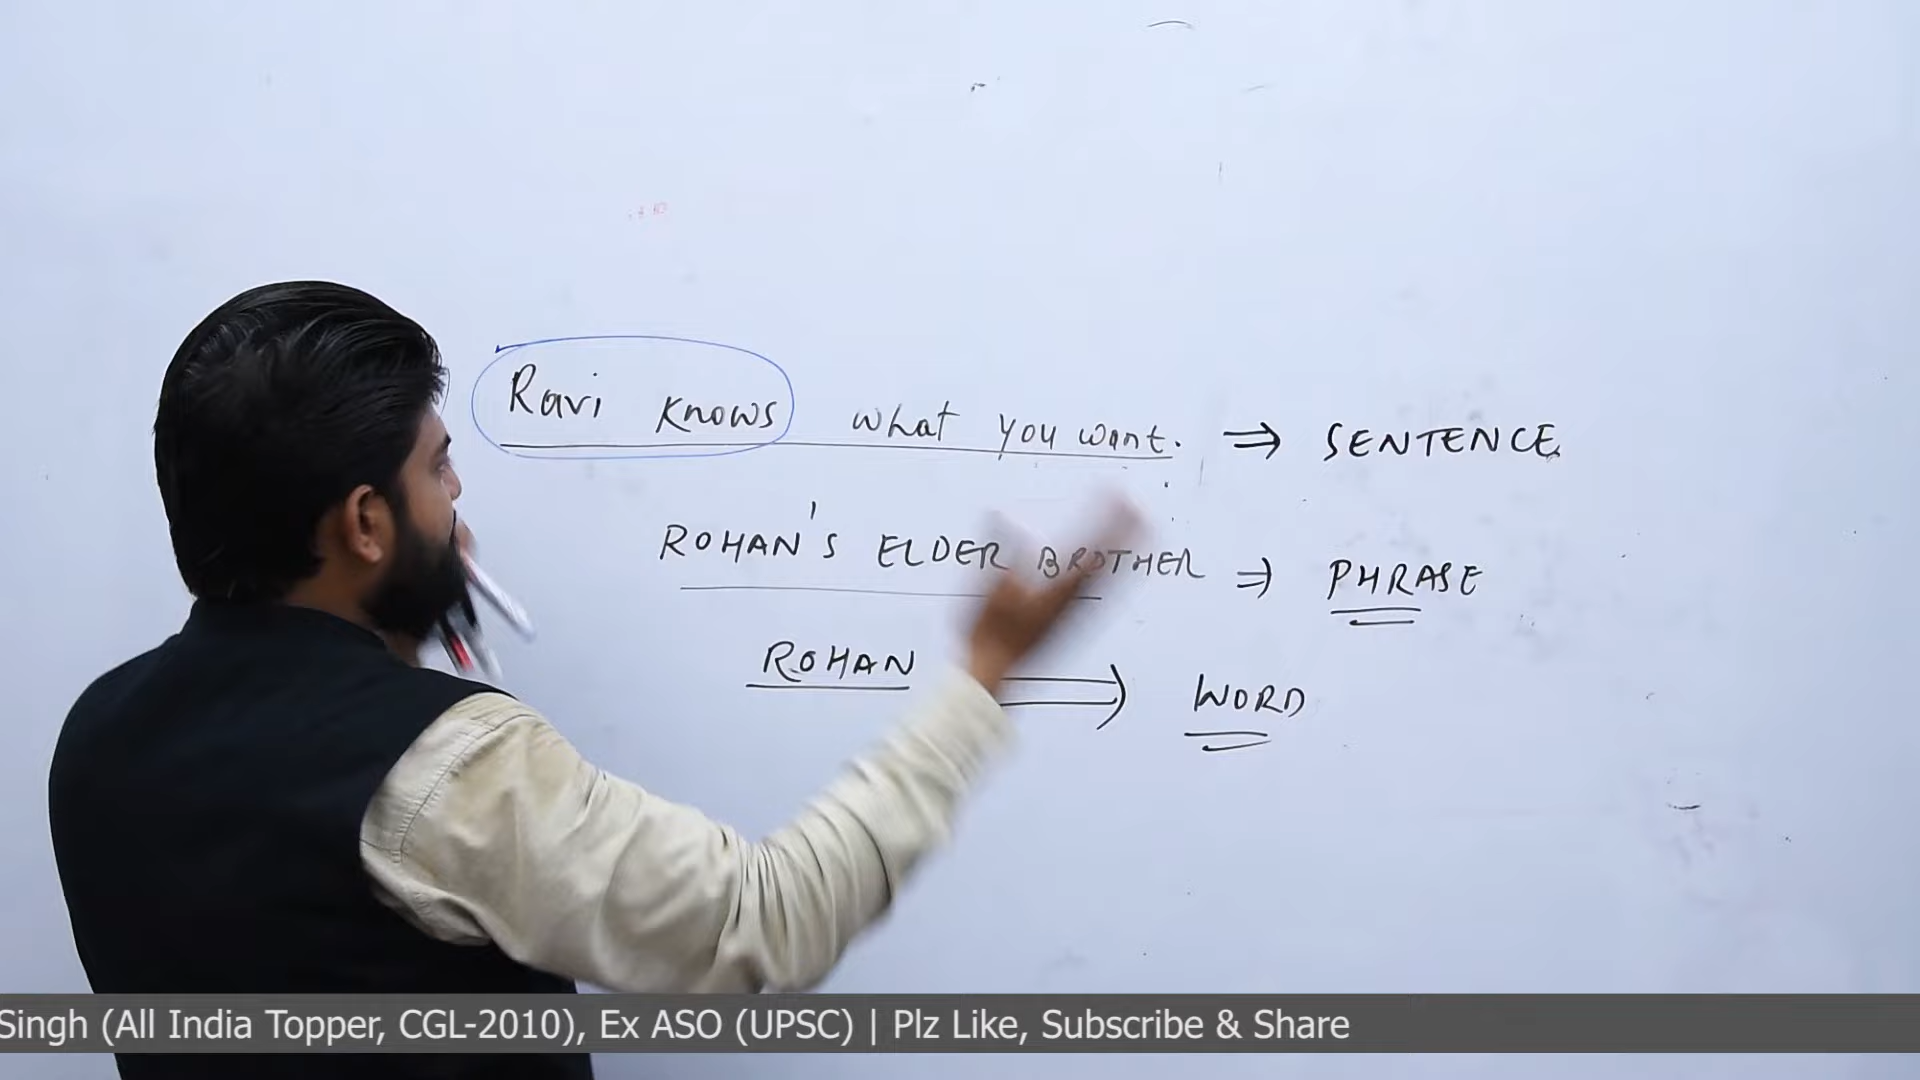 Ravi knows what you want. ⇒ SENTENCE
ROHAN'S ELDER BROTHER ⇒ PHRASE
ROHAN ⇒ WORD
Singh (All India Topper, CGL-2010), Ex ASO (UPSC) | Plz Like, Subscribe & Share